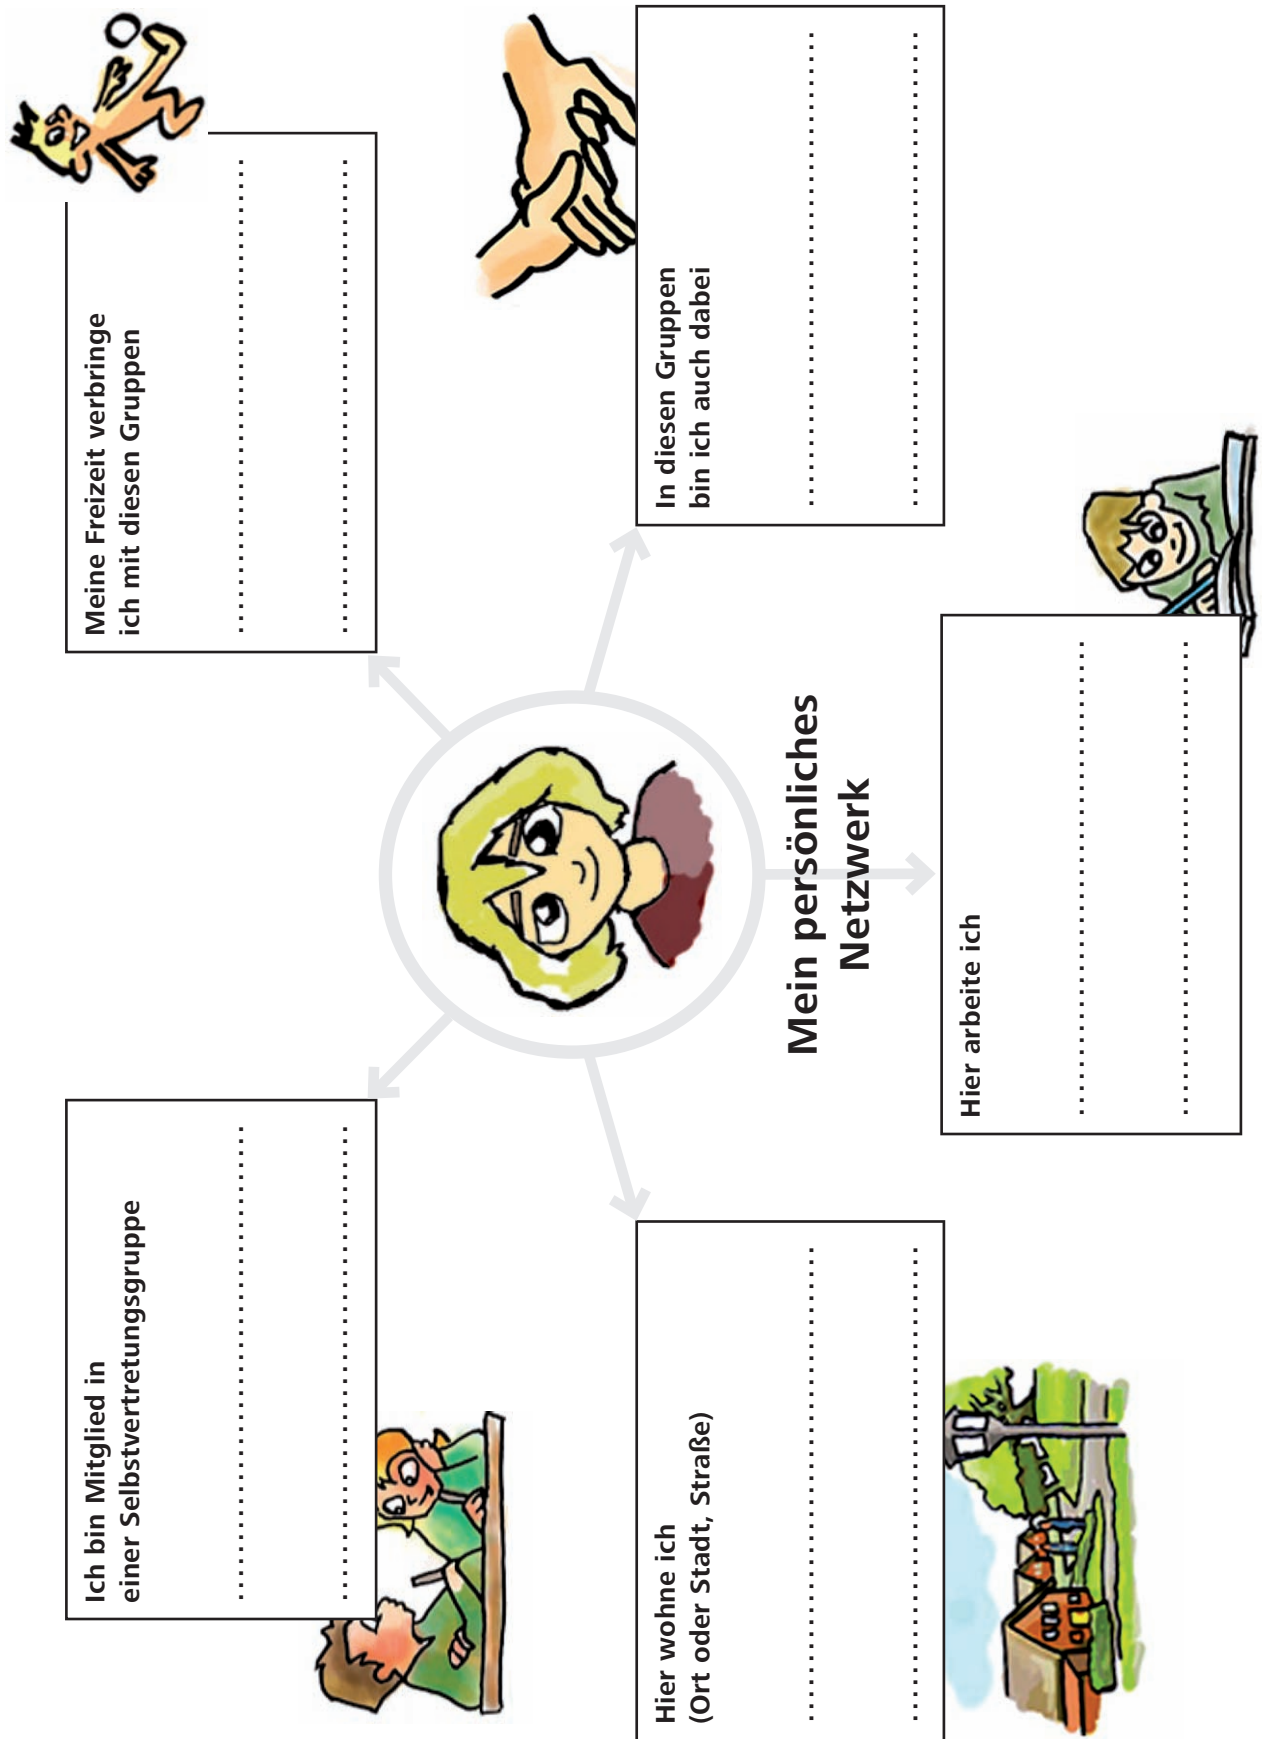 Ich bin Mitglied in
einer Selbstvertretungsgruppe
Meine Freizeit verbringe
ich mit diesen Gruppen
Hier wohne ich
(Ort oder Stadt, Straße)
In diesen Gruppen
bin ich auch dabei
Mein persönliches
Netzwerk
Hier arbeite ich